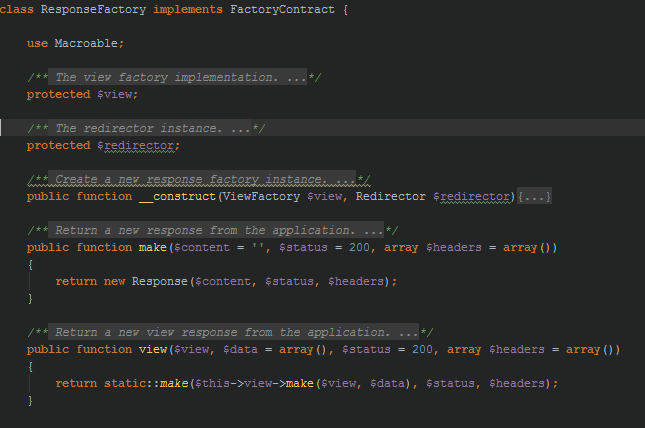 class ResponseFactory implements FactoryContract {
use Macroable;
/** The view factory implementation. ...*/
protected $view;
/** The redirector instance. ...*/
protected $redirector;
/** Create a new response factory instance. ...*/
public function __construct(ViewFactory $view, Redirector $redirector){...}
/** Return a new response from the application. ...*/
public function make($content = '', $status = 200, array $headers = array())
{
return new Response($content, $status, $headers);
}
/** Return a new view response from the application. ...*/
public function view($view, $data = array(), $status = 200, array $headers = array())
{
return static::make($this->view->make($view, $data), $status, $headers);
}